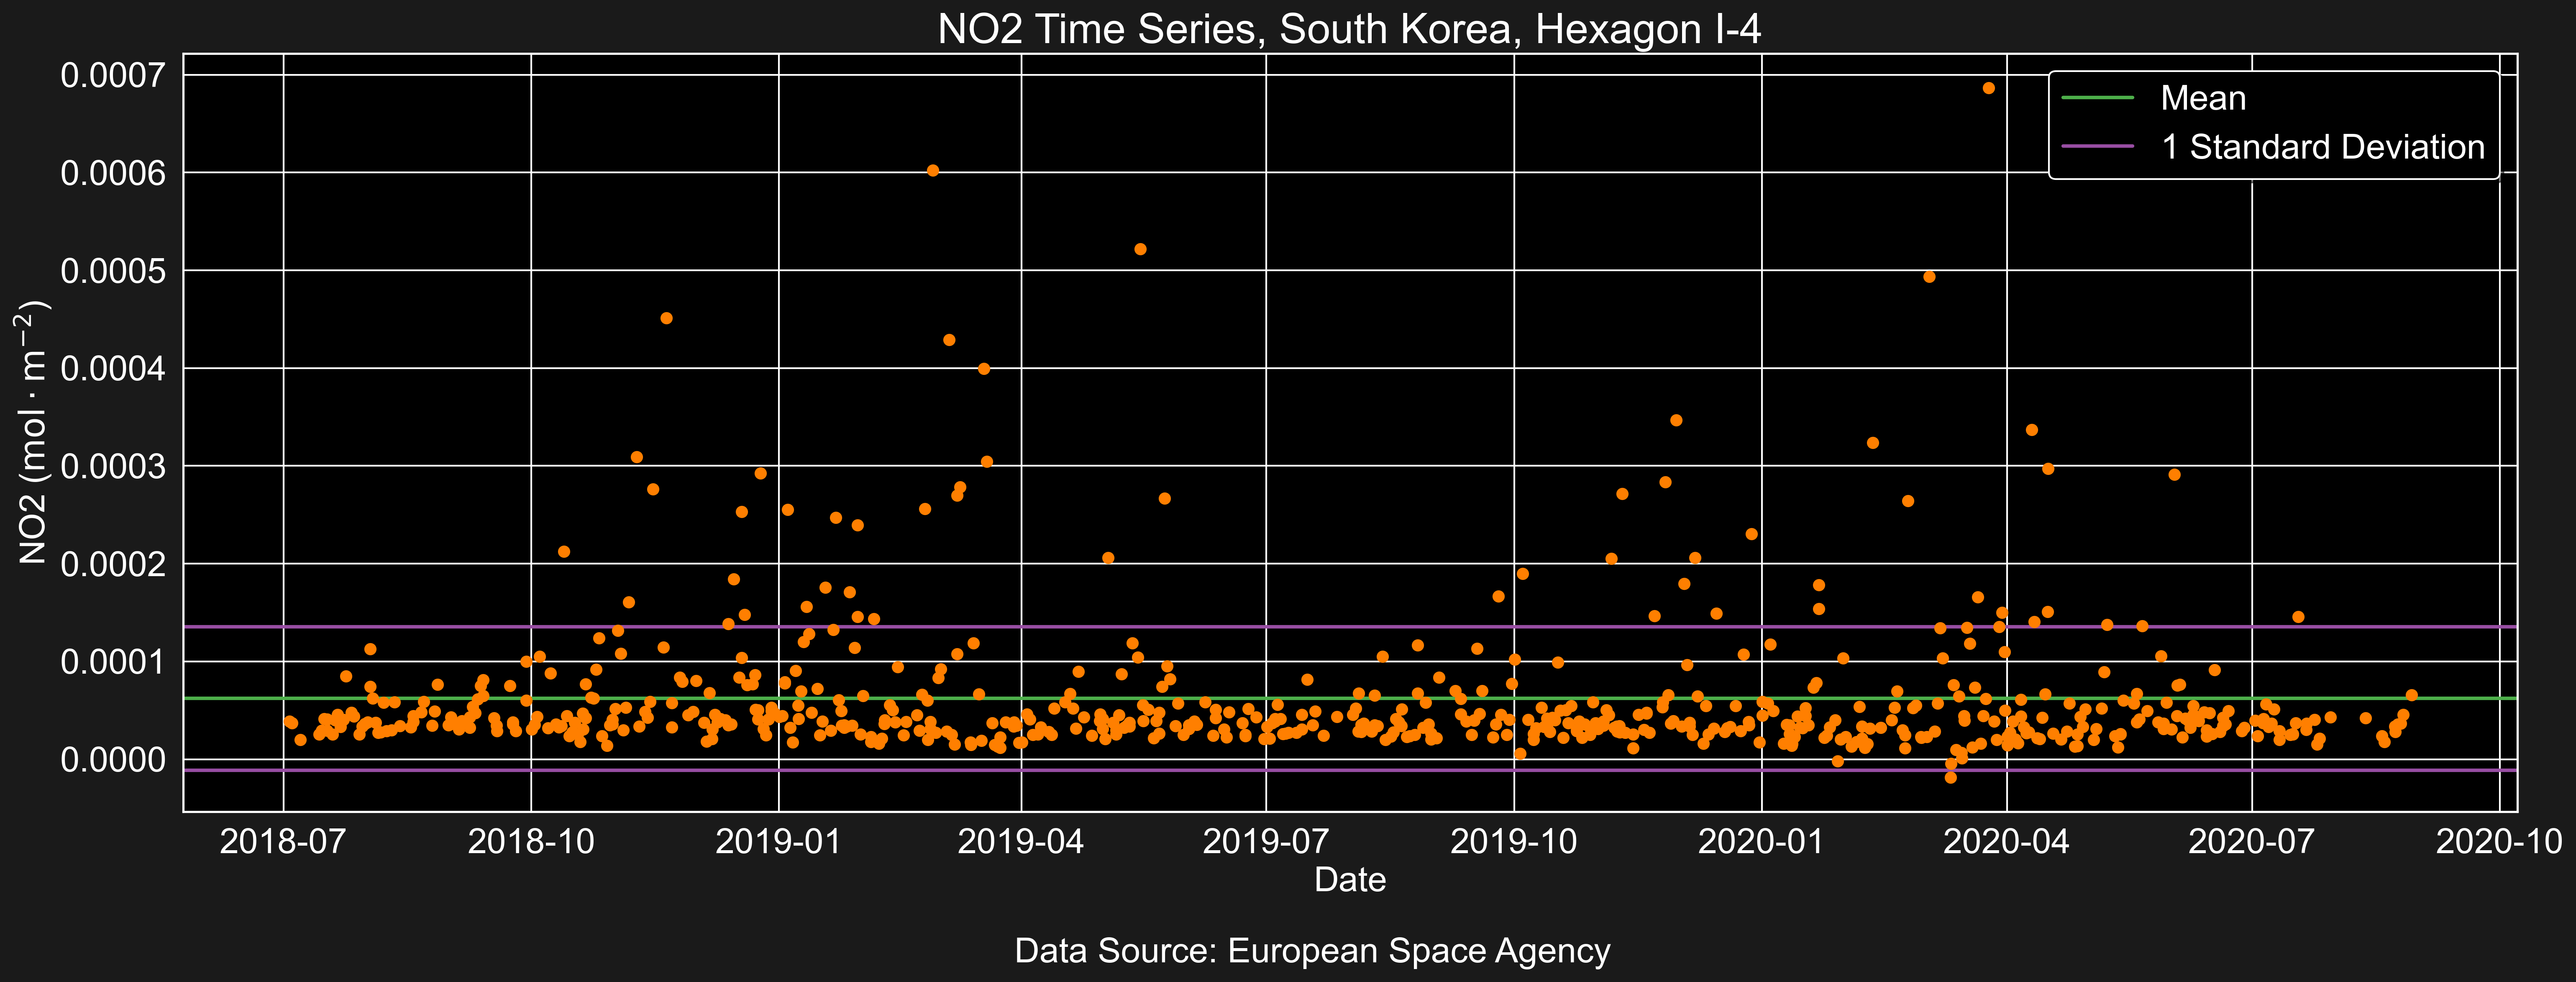 NO2 Time Series, South Korea, Hexagon I-4
0.0007
0.0006
0.0005
0.0004
0.0003
0.0002
0.0001
0.0000
NO2 (mol · m⁻²)
Mean
1 Standard Deviation
2018-07 2018-10 2019-01 2019-04 2019-07 2019-10 2020-01 2020-04 2020-07 2020-10
Date
Data Source: European Space Agency